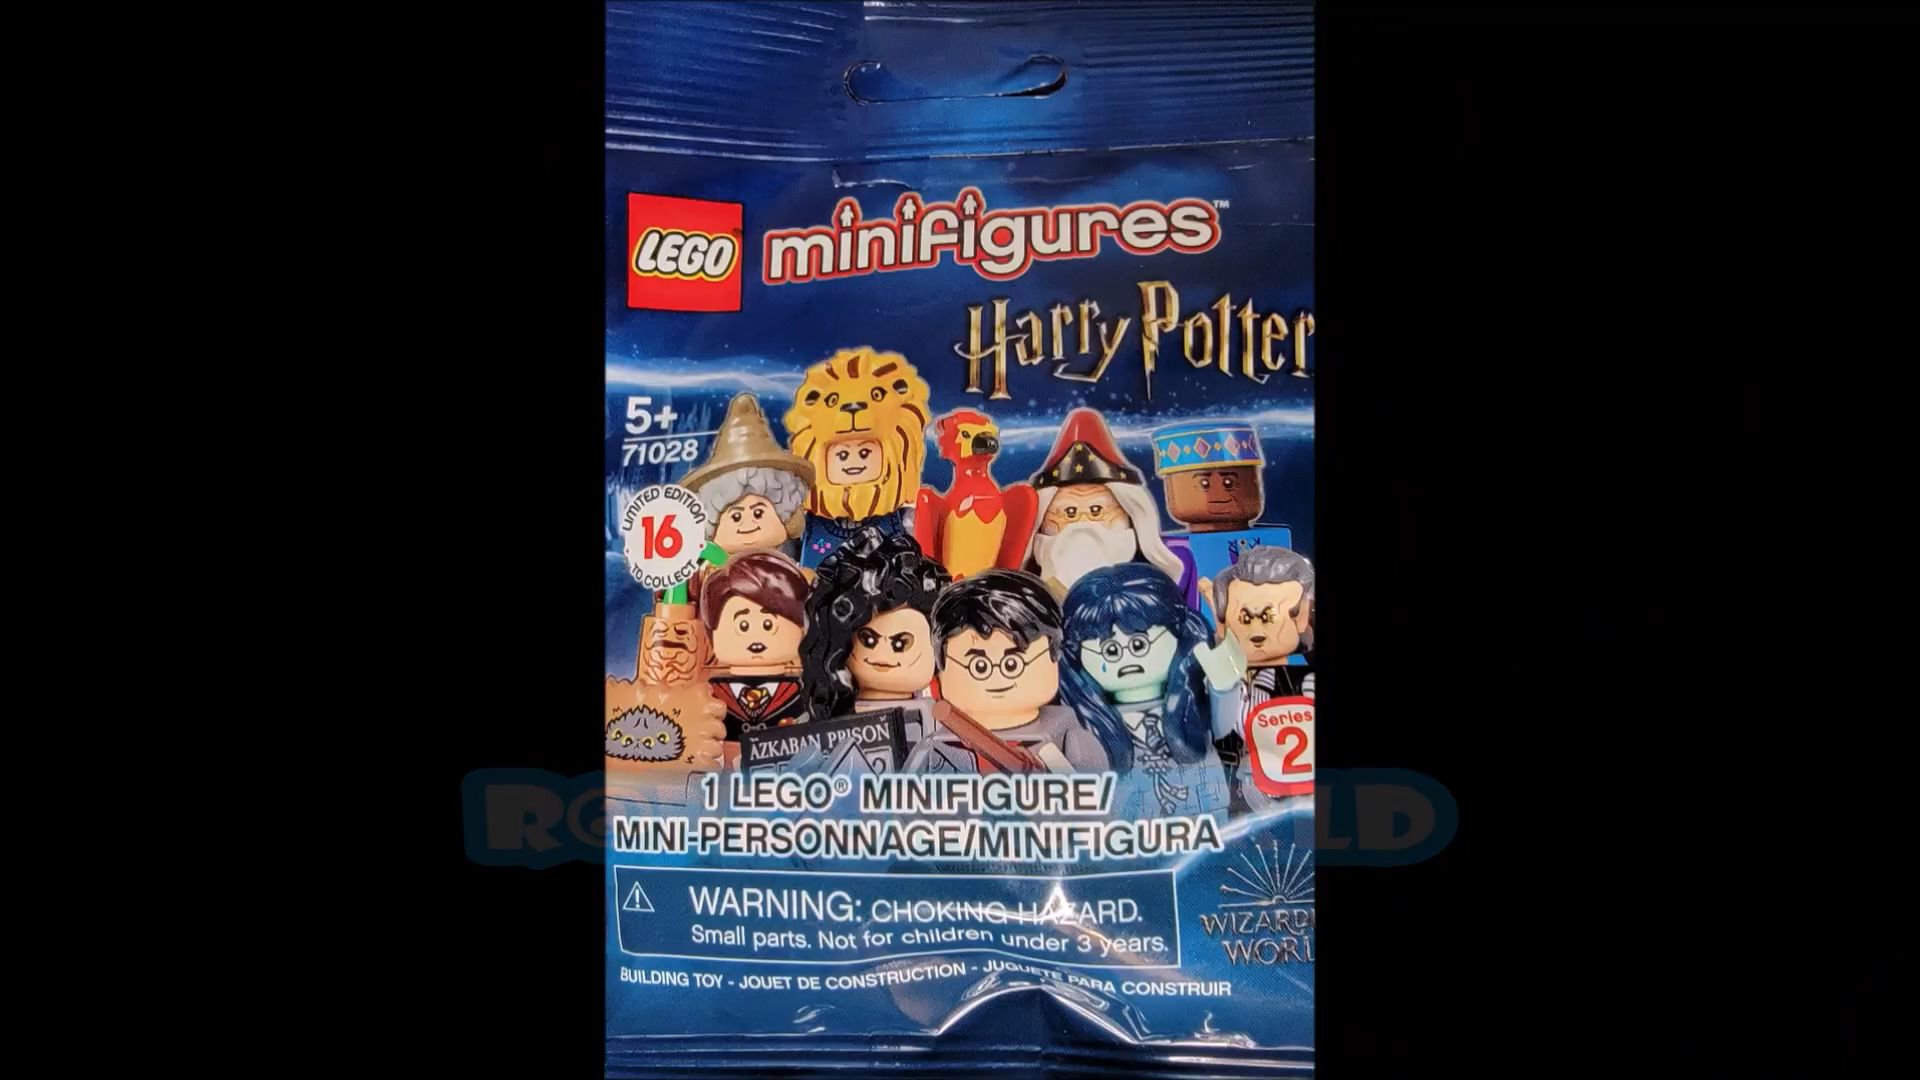 LEGO minifigures™
Harry Potter
5+
71028
LIMITED EDITION
16
TO COLLECT
AZKABAN PRISON
Series
2
1 LEGO® MINIFIGURE/
MINI-PERSONNAGE/MINIFIGURA
WARNING: CHOKING HAZARD.
Small parts. Not for children under 3 years.
BUILDING TOY - JOUET DE CONSTRUCTION - JUGUETE PARA CONSTRUIR